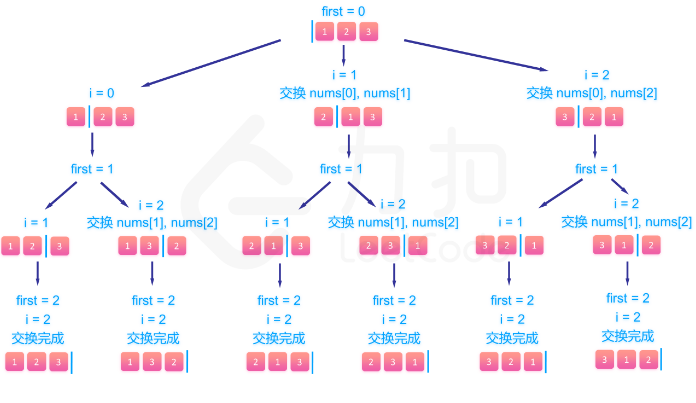 first = 0
1 2 3
i = 0
1 2 3
i = 1
交换 nums[0], nums[1]
2 1 3
i = 2
交换 nums[0], nums[2]
3 2 1
first = 1
first = 1
first = 1
i = 1
1 2 3
i = 2
交换 nums[1], nums[2]
1 3 2
i = 1
2 1 3
i = 2
交换 nums[1], nums[2]
2 3 1
i = 1
3 2 1
i = 2
交换 nums[1], nums[2]
3 1 2
first = 2
i = 2
交换完成
1 2 3
first = 2
i = 2
交换完成
1 3 2
first = 2
i = 2
交换完成
2 1 3
first = 2
i = 2
交换完成
2 3 1
first = 2
i = 2
交换完成
3 2 1
first = 2
i = 2
交换完成
3 1 2
力扣
LeetCode